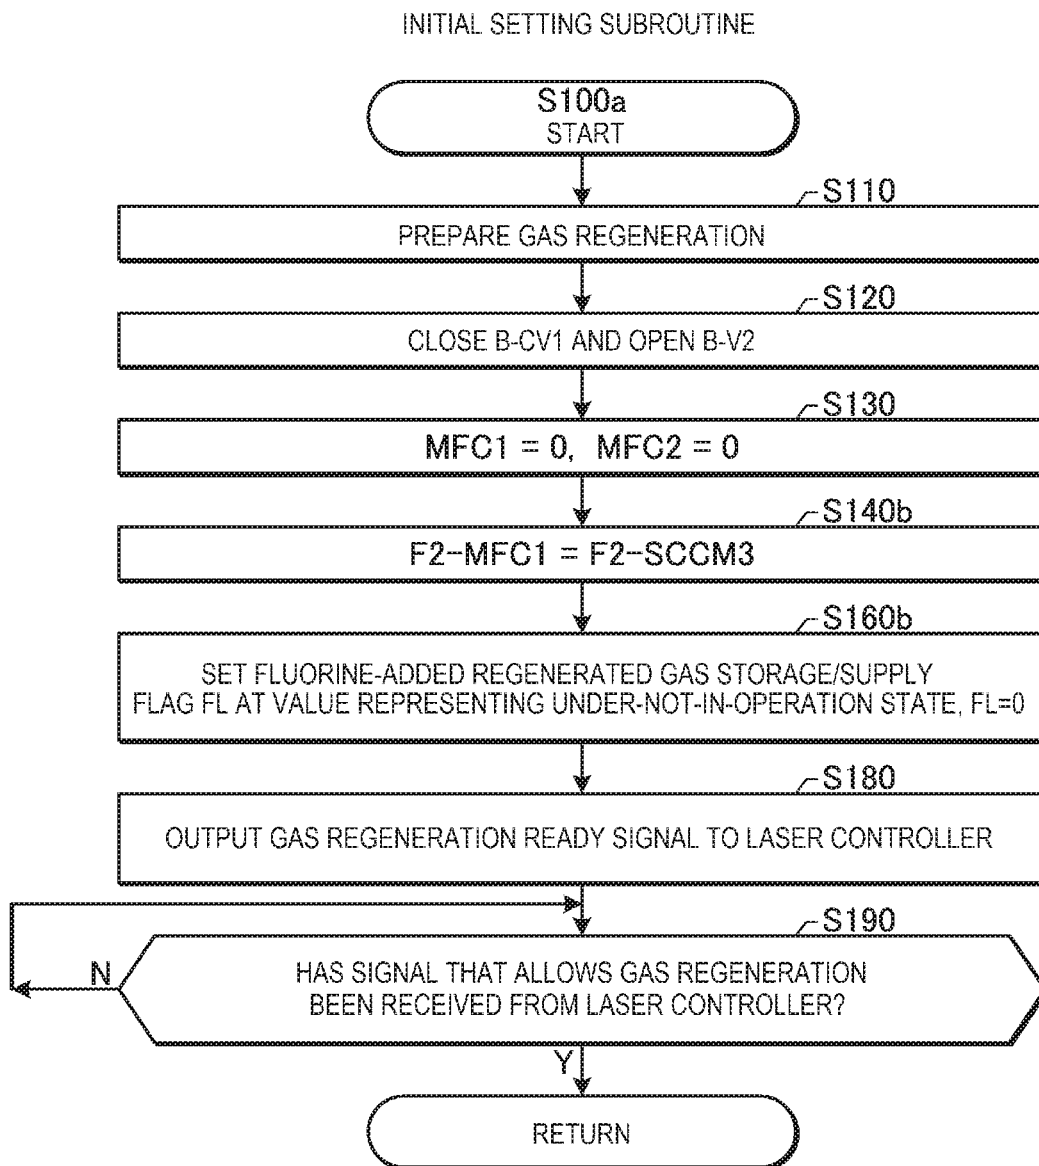 INITIAL SETTING SUBROUTINE
S100a
START
S110
PREPARE GAS REGENERATION
S120
CLOSE B-CV1 AND OPEN B-V2
S130
MFC1 = 0, MFC2 = 0
S140b
F2-MFC1 = F2-SCCM3
S160b
SET FLUORINE-ADDED REGENERATED GAS STORAGE/SUPPLY
FLAG FL AT VALUE REPRESENTING UNDER-NOT-IN-OPERATION STATE, FL=0
S180
OUTPUT GAS REGENERATION READY SIGNAL TO LASER CONTROLLER
S190
HAS SIGNAL THAT ALLOWS GAS REGENERATION
BEEN RECEIVED FROM LASER CONTROLLER?
N
Y
RETURN